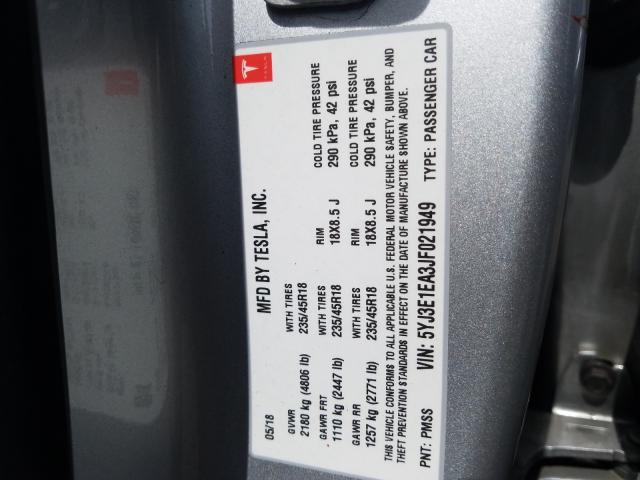 MFD BY TESLA, INC.
05/18
GVWR WITH TIRES RIM COLD TIRE PRESSURE
2180 kg (4806 lb) 235/45R18
GAWR FRT WITH TIRES RIM COLD TIRE PRESSURE
1110 kg (2447 lb) 235/45R18 18X8.5 J 290 kPa, 42 psi
GAWR RR WITH TIRES RIM COLD TIRE PRESSURE
1257 kg (2771 lb) 235/45R18 18X8.5 J 290 kPa, 42 psi
THIS VEHICLE CONFORMS TO ALL APPLICABLE U.S. FEDERAL MOTOR VEHICLE SAFETY, BUMPER, AND
THEFT PREVENTION STANDARDS IN EFFECT ON THE DATE OF MANUFACTURE SHOWN ABOVE.
PNT: PMSS VIN: 5YJ3E1EA3JF021949 TYPE: PASSENGER CAR